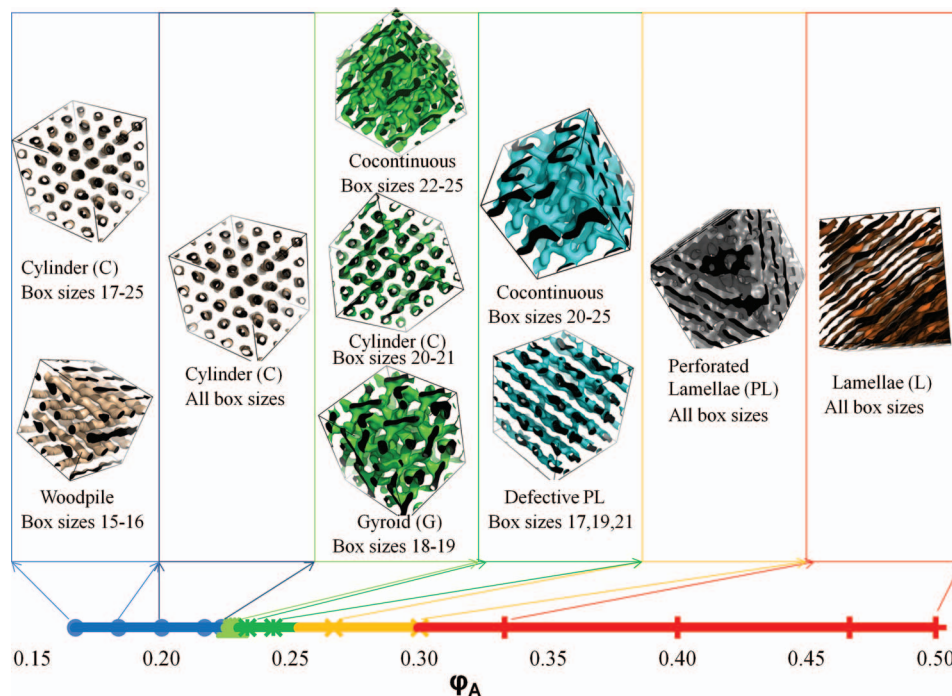 Cylinder (C)
Box sizes 17-25
Woodpile
Box sizes 15-16
Cylinder (C)
All box sizes
Cocontinuous
Box sizes 22-25
Cylinder (C)
Box sizes 20-21
Gyroid (G)
Box sizes 18-19
Cocontinuous
Box sizes 20-25
Defective PL
Box sizes 17,19,21
Perforated
Lamellae (PL)
All box sizes
Lamellae (L)
All box sizes
0.15 0.20 0.25 0.30 0.35 0.40 0.45 0.50
φA